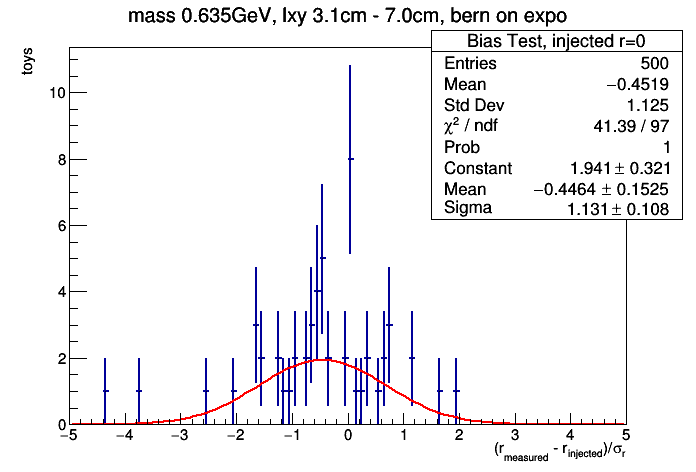 mass 0.635GeV, lxy 3.1cm - 7.0cm, bern on expo
Bias Test, injected r=0
Entries 500
Mean −0.4519
Std Dev 1.125
χ² / ndf 41.39 / 97
Prob 1
Constant 1.941 ± 0.321
Mean −0.4464 ± 0.1525
Sigma 1.131 ± 0.108
toys
10
8
6
4
2
0
−5 −4 −3 −2 −1 0 1 2 3 4 5
(r_measured - r_injected)/σ_r